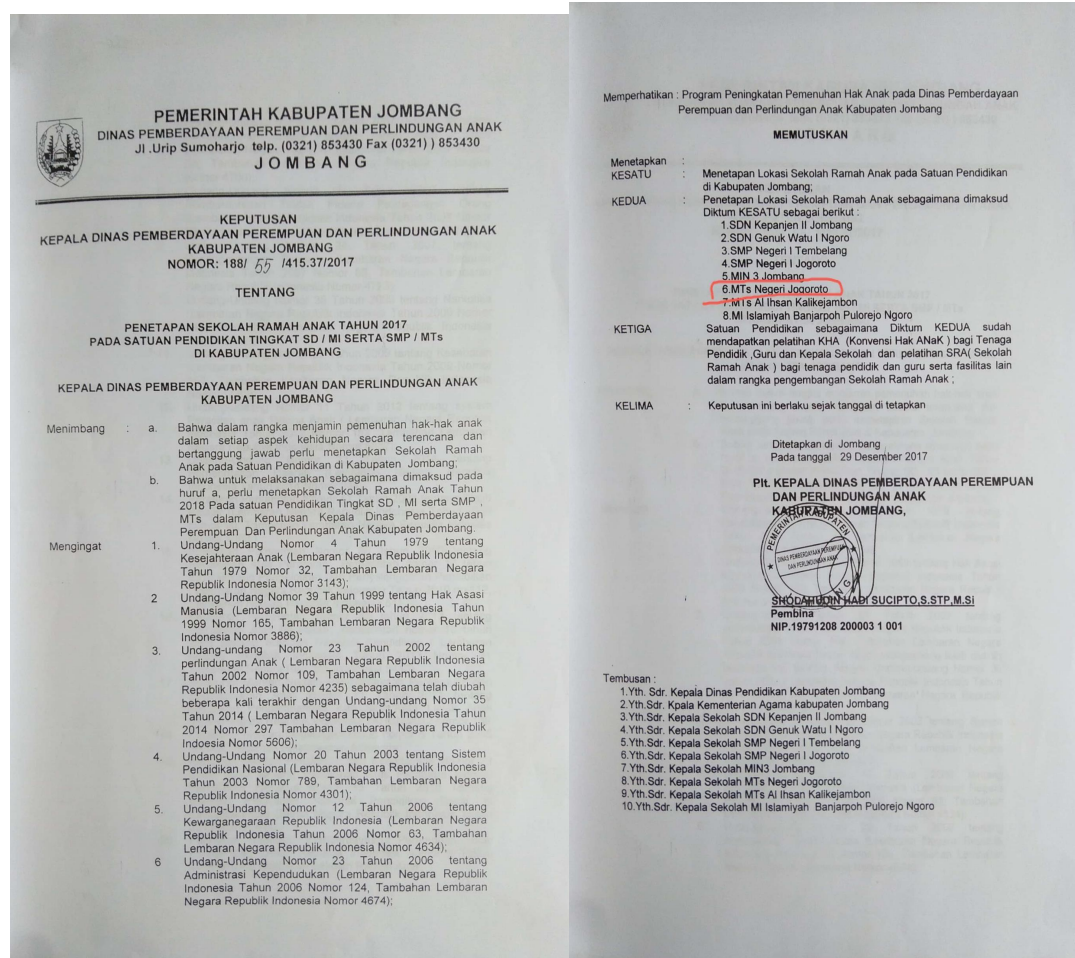 PEMERINTAH KABUPATEN JOMBANG
DINAS PEMBERDAYAAN PEREMPUAN DAN PERLINDUNGAN ANAK
Jl .Urip Sumoharjo telp. (0321) 853430 Fax (0321) ) 853430
J O M B A N G
KEPUTUSAN
KEPALA DINAS PEMBERDAYAAN PEREMPUAN DAN PERLINDUNGAN ANAK
KABUPATEN JOMBANG
NOMOR: 188/ 55 /415.37/2017
TENTANG
PENETAPAN SEKOLAH RAMAH ANAK TAHUN 2017
PADA SATUAN PENDIDIKAN TINGKAT SD / MI SERTA SMP / MTs
DI KABUPATEN JOMBANG
KEPALA DINAS PEMBERDAYAAN PEREMPUAN DAN PERLINDUNGAN ANAK
KABUPATEN JOMBANG
Menimbang : a. Bahwa dalam rangka menjamin pemenuhan hak-hak anak
dalam setiap aspek kehidupan secara terencana dan
bertanggung jawab perlu menetapkan Sekolah Ramah
Anak pada Satuan Pendidikan di Kabupaten Jombang;
b. Bahwa untuk melaksanakan sebagaimana dimaksud pada
huruf a, perlu menetapkan Sekolah Ramah Anak Tahun
2018 Pada satuan Pendidikan Tingkat SD , MI serta SMP ,
MTs dalam Keputusan Kepala Dinas Pemberdayaan
Perempuan Dan Perlindungan Anak Kabupaten Jombang.
Mengingat 1. Undang-Undang Nomor 4 Tahun 1979 tentang
Kesejahteraan Anak (Lembaran Negara Republik Indonesia
Tahun 1979 Nomor 32, Tambahan Lembaran Negara
Republik Indonesia Nomor 3143);
2 Undang-Undang Nomor 39 Tahun 1999 tentang Hak Asasi
Manusia (Lembaran Negara Republik Indonesia Tahun
1999 Nomor 165, Tambahan Lembaran Negara Republik
Indonesia Nomor 3886);
3. Undang-undang Nomor 23 Tahun 2002 tentang
perlindungan Anak ( Lembaran Negara Republik Indonesia
Tahun 2002 Nomor 109, Tambahan Lembaran Negara
Republik Indonesia Nomor 4235) sebagaimana telah diubah
beberapa kali terakhir dengan Undang-undang Nomor 35
Tahun 2014 ( Lembaran Negara Republik Indonesia Tahun
2014 Nomor 297 Tambahan Lembaran Negara Republik
Indoesia Nomor 5606);
4. Undang-Undang Nomor 20 Tahun 2003 tentang Sistem
Pendidikan Nasional (Lembaran Negara Republik Indonesia
Tahun 2003 Nomor 789, Tambahan Lembaran Negara
Republik Indonesia Nomor 4301);
5. Undang-Undang Nomor 12 Tahun 2006 tentang
Kewarganegaraan Republik Indonesia (Lembaran Negara
Republik Indonesia Tahun 2006 Nomor 63, Tambahan
Lembaran Negara Republik Indonesia Nomor 4634);
6 Undang-Undang Nomor 23 Tahun 2006 tentang
Administrasi Kependudukan (Lembaran Negara Republik
Indonesia Tahun 2006 Nomor 124, Tambahan Lembaran
Negara Republik Indonesia Nomor 4674);
Memperhatikan : Program Peningkatan Pemenuhan Hak Anak pada Dinas Pemberdayaan
Perempuan dan Perlindungan Anak Kabupaten Jombang
MEMUTUSKAN
Menetapkan :
KESATU : Menetapan Lokasi Sekolah Ramah Anak pada Satuan Pendidikan
di Kabupaten Jombang;
KEDUA : Penetapan Lokasi Sekolah Ramah Anak sebagaimana dimaksud
Diktum KESATU sebagai berikut :
1.SDN Kepanjen II Jombang
2.SDN Genuk Watu I Ngoro
3.SMP Negeri I Tembelang
4.SMP Negeri I Jogoroto
5.MIN 3 Jombang
6.MTs Negeri Jogoroto
7.MTs Al Ihsan Kalikejambon
8.MI Islamiyah Banjarpoh Pulorejo Ngoro
KETIGA : Satuan Pendidikan sebagaimana Diktum KEDUA sudah
mendapatkan pelatihan KHA (Konvensi Hak ANaK ) bagi Tenaga
Pendidik ,Guru dan Kepala Sekolah dan pelatihan SRA( Sekolah
Ramah Anak ) bagi tenaga pendidik dan guru serta fasilitas lain
dalam rangka pengembangan Sekolah Ramah Anak ;
KELIMA : Keputusan ini berlaku sejak tanggal di tetapkan
Ditetapkan di Jombang
Pada tanggal 29 Desember 2017
Plt. KEPALA DINAS PEMBERDAYAAN PEREMPUAN
DAN PERLINDUNGAN ANAK
KABUPATEN JOMBANG,
PEMERINTAH KABUPATEN
DINAS PEMBERDAYAAN PEREMPUAN
DAN PERLINDUNGAN ANAK
SHODAHUDIN HADI SUCIPTO,S.STP,M.Si
Pembina
NIP.19791208 200003 1 001
Tembusan :
1.Yth. Sdr. Kepala Dinas Pendidikan Kabupaten Jombang
2.Yth.Sdr. Kpala Kementerian Agama kabupaten Jombang
3.Yth.Sdr. Kepala Sekolah SDN Kepanjen II Jombang
4.Yth.Sdr. Kepala Sekolah SDN Genuk Watu I Ngoro
5.Yth.Sdr. Kepala Sekolah SMP Negeri I Tembelang
6.Yth.Sdr. Kepala Sekolah SMP Negeri I Jogoroto
7.Yth.Sdr. Kepala Sekolah MIN3 Jombang
8.Yth.Sdr. Kepala Sekolah MTs Negeri Jogoroto
9.Yth.Sdr. Kepala Sekolah MTs Al Ihsan Kalikejambon
10.Yth.Sdr. Kepala Sekolah MI Islamiyah Banjarpoh Pulorejo Ngoro